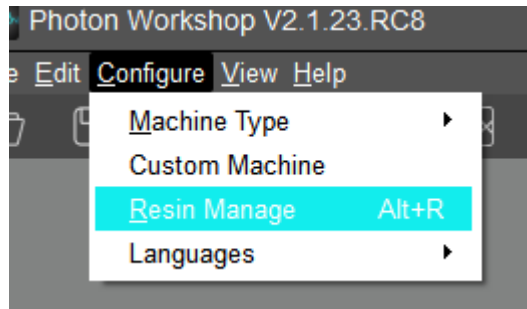 Photon Workshop V2.1.23.RC8
e Edit Configure View Help
Machine Type
Custom Machine
Resin Manage Alt+R
Languages